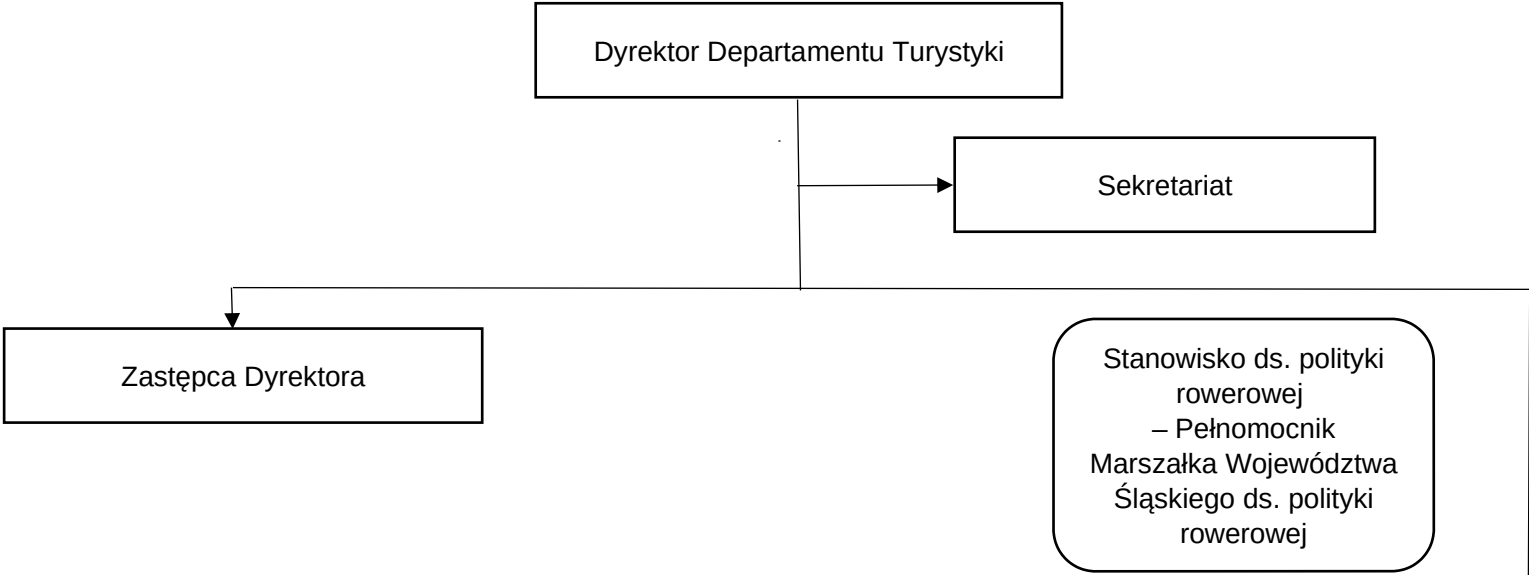 Dyrektor Departamentu Turystyki
Sekretariat
Zastępca Dyrektora
Stanowisko ds. polityki
rowerowej
– Pełnomocnik
Marszałka Województwa
Śląskiego ds. polityki
rowerowej